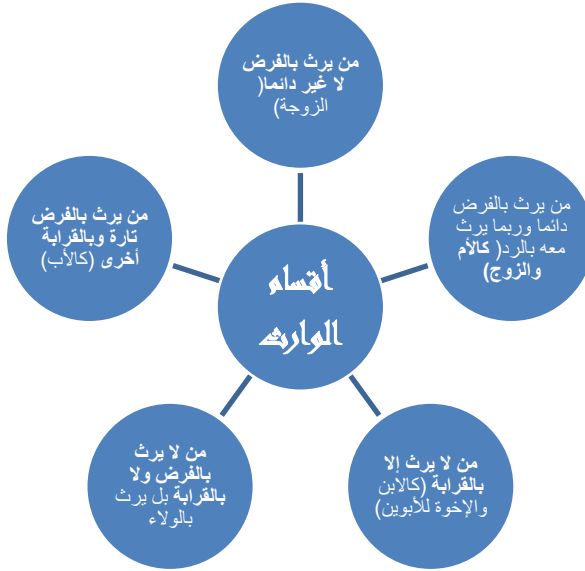 من يرث بالفرض
لا غير دائما(
الزوجة)
من يرث بالفرض
دائما وربما يرث
معه بالرد( كالأم
والزوج)
من لا يرث إلا
بالقرابة (كالابن
والإخوة للأبوين)
من لا يرث
بالفرض ولا
بالقرابة بل يرث
بالولاء
من يرث بالفرض
تارة وبالقرابة
أخرى (كالأب)
أقسام
الوارث